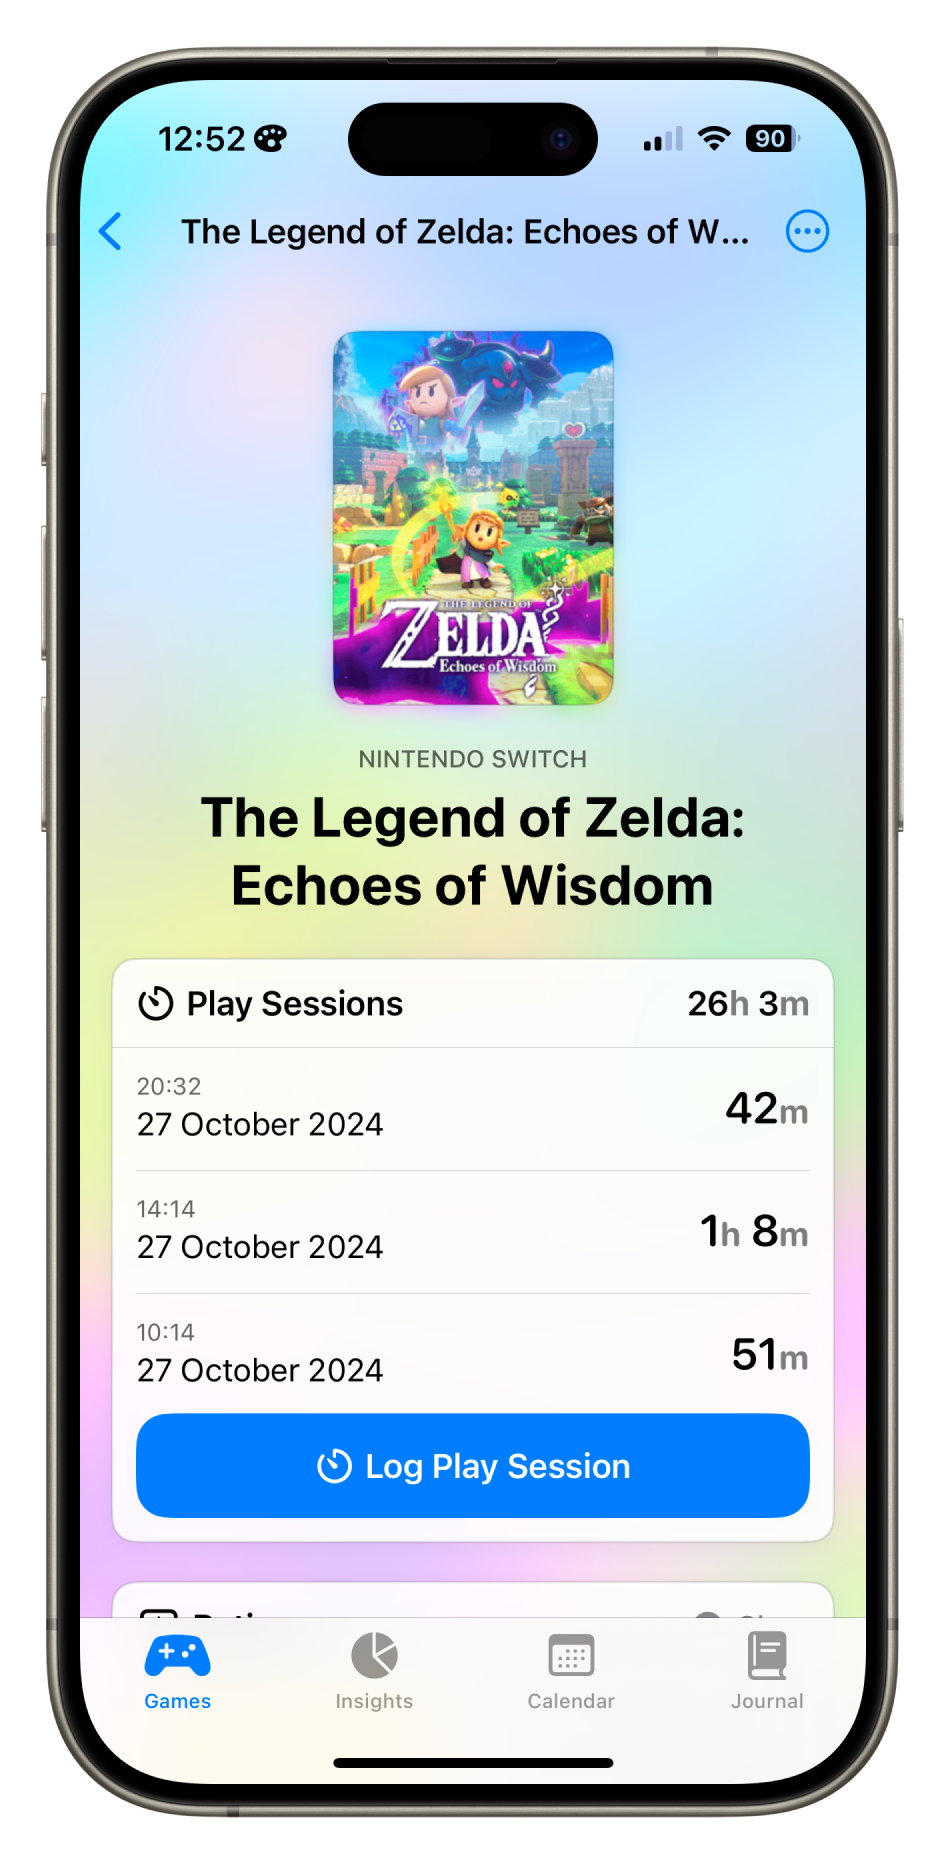 12:52
90
The Legend of Zelda: Echoes of W...
THE LEGEND OF
ZELDA
Echoes of Wisdom
NINTENDO SWITCH
The Legend of Zelda:
Echoes of Wisdom
Play Sessions 26h 3m
20:32
27 October 2024 42m
14:14
27 October 2024 1h 8m
10:14
27 October 2024 51m
Log Play Session
Games Insights Calendar Journal